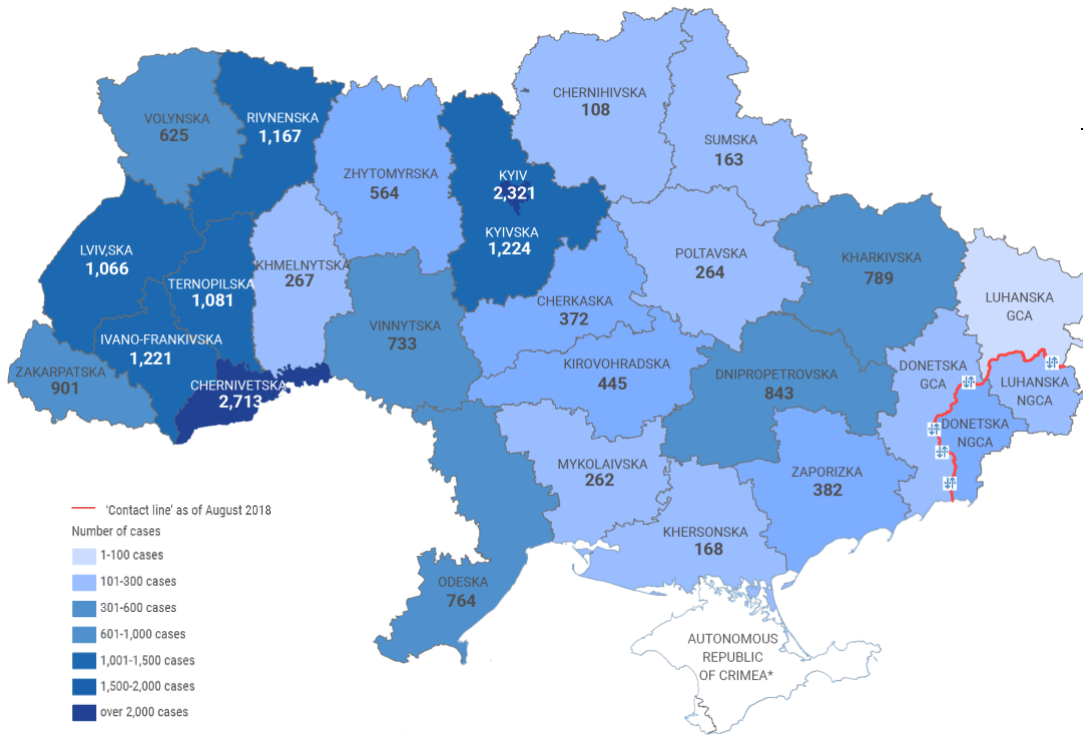 CHERNIHIVSKA
108
VOLYNSKA
625
RIVNENSKA
1,167
SUMSKA
163
ZHYTOMYRSKA
564
KYIV
2,321
KYIVSKA
1,224
LVIV,SKA
1,066
TERNOPILSKA
1,081
KHMELNYTSKA
267
POLTAVSKA
264
KHARKIVSKA
789
LUHANSKA
GCA
CHERKASKA
372
VINNYTSKA
733
IVANO-FRANKIVSKA
1,221
ZAKARPATSKA
901
CHERNIVETSKA
2,713
KIROVOHRADSKA
445
DNIPROPETROVSKA
843
DONETSKA
GCA
LUHANSKA
NGCA
DONETSKA
NGCA
MYKOLAIVSKA
262
ZAPORIZKA
382
KHERSONSKA
168
ODESKA
764
AUTONOMOUS
REPUBLIC
OF CRIMEA*
'Contact line' as of August 2018
Number of cases
1-100 cases
101-300 cases
301-600 cases
601-1,000 cases
1,001-1,500 cases
1,500-2,000 cases
over 2,000 cases